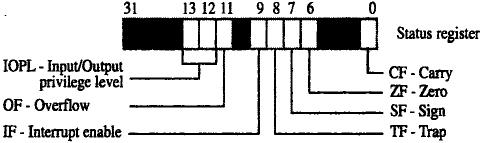 31 13 12 11 9 8 7 6 0
Status register
IOPL - Input/Output
privilege level
OF - Overflow
IF - Interrupt enable
CF - Carry
ZF - Zero
SF - Sign
TF - Trap